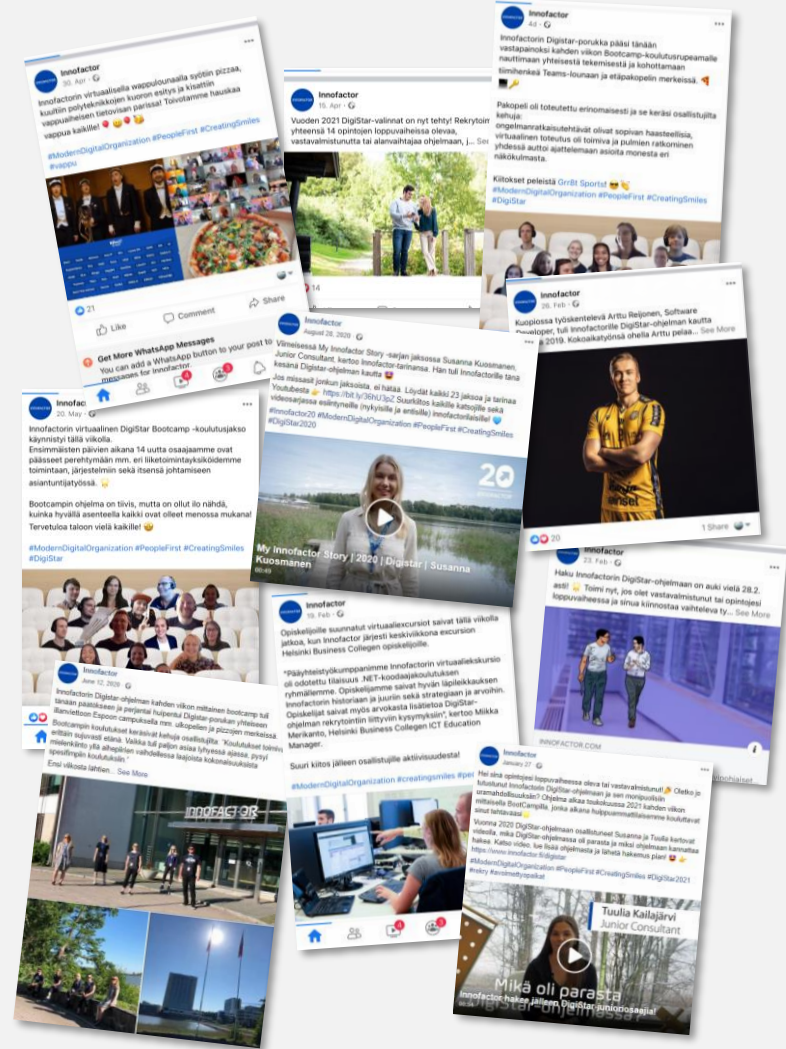 Innofactor
30. Apr ·
Innofactorin virtuaalisella wappulounaalla syötiin pizzaa,
kuultiin polyteknikkojen kuoron esitys ja kisattiin
vappuaiheisen tietovisan parissa! Toivotamme hauskaa
vappua kaikille!
#ModernDigitalOrganization #PeopleFirst #CreatingSmiles
#vappu
21
Like
Comment
Share
Get More WhatsApp Messages
You can add a WhatsApp button to your post to
messages for Innofactor.
4
Innofactor
15. Apr ·
Vuoden 2021 DigiStar-valinnat on nyt tehty! Rekrytoim
yhteensä 14 opintojen loppuvaiheissa olevaa,
vastavalmistunutta tai alanvaihtajaa ohjelmaan, j... See
14
Innofactor
4d ·
Innofactorin Digistar-porukka pääsi tänään
vastapainoksi kahden viikon Bootcamp-koulutusrupeamalle
nauttimaan yhteisestä tekemisestä ja kohottamaan
tiimihenkeä Teams-lounaan ja etäpakopelin merkeissä.
Pakopeli oli toteutettu erinomaisesti ja se keräsi osallistujilta
kehuja:
ongelmanratkaisutehtävät olivat sopivan haasteellisia,
virtuaalinen toteutus oli toimiva ja pulmien ratkominen
yhdessä auttoi ajattelemaan asioita monesta eri
näkökulmasta.
Kiitokset peleistä Grr8t Sports!
#ModernDigitalOrganization #PeopleFirst #CreatingSmiles
#DigiStar
Innofactor
26. Feb ·
Kuopiossa työskentelevä Arttu Reijonen, Software
Developer, tuli Innofactorille DigiStar-ohjelman kautta
2019. Kokoaikatyönsä ohella Arttu pelaa... See More
20
1 Share
Innofactor
August 28, 2020 ·
Viimeisessä My Innofactor Story -sarjan jaksossa Susanna Kuosmanen,
Junior Consultant, kertoo Innofactor-tarinansa. Hän tuli Innofactorille tänä
kesänä Digistar-ohjelman kautta
Jos missasit jonkun jaksoista, ei hätää. Löydät kaikki 23 jaksoa ja tarinaa
Youtubesta https://bit.ly/36hU3pZ Suurkiitos kaikille katsojille sekä
videosarjassa esiintyneille (nykyisille ja entisille) innofactorilaisille!
#Innofactor20 #ModernDigitalOrganization #PeopleFirst #CreatingSmiles
#DigiStar2020
20
My Innofactor Story | 2020 | Digistar | Susanna
Kuosmanen
00:49
Innofac
20. May ·
Innofactorin virtuaalinen DigiStar Bootcamp -koulutusjakso
käynnistyi tällä viikolla.
Ensimmäisten päivien aikana 14 uutta osaajaamme ovat
päässeet perehtymään mm. eri liiketoimintayksiköidemme
toimintaan, järjestelmiin sekä itsensä johtamiseen
asiantuntijatyössä.
Bootcampin ohjelma on tiivis, mutta on ollut ilo nähdä,
kuinka hyvällä asenteella kaikki ovat olleet menossa mukana!
Tervetuloa taloon vielä kaikille!
#ModernDigitalOrganization #PeopleFirst #CreatingSmiles
#DigiStar
Innofactor
23. Feb ·
Haku Innofactorin DigiStar-ohjelmaan on auki vielä 28.2.
asti! Toimi nyt, jos olet vastavalmistunut tai opintojesi
loppuvaiheessa ja sinua kiinnostaa vaihteleva ty... See More
INNOFACTOR.COM
Innofactor
19. Feb ·
Opiskelijoille suunnatut virtuaaliexcursiot saivat tällä viikolla
jatkoa, kun Innofactor järjesti keskiviikkona excursion
Helsinki Business Collegen opiskelijoille.
"Pääyhteistyökumppanimme Innofactorin virtuaaliekskursio
oli odotettu tilaisuus .NET-koodaajakoulutuksen
ryhmällemme. Opiskelijamme saivat hyvän läpileikkauksen
Innofactorin historiaan ja juuriin sekä strategiaan ja arvoihin.
Opiskelijat saivat myös arvokasta lisätietoa DigiStar-
ohjelman rekrytointiin liittyviin kysymyksiin", kertoo Miikka
Merikanto, Helsinki Business Collegen ICT Education
Manager.
Suuri kiitos jälleen osallistujille aktiivisuudesta!
#ModernDigitalOrganization #creatingsmiles #peo
4
3
Innofactor
June 12, 2020 ·
Innofactorin Digistar-ohjelman kahden viikon mittainen bootcamp tuli
tänään päätökseen ja perjantai huipentui Digistar-porukan yhteiseen
illanviettoon Espoon campuksella mm. ulkopelien ja pizzojen merkeissä.
Bootcampin koulutukset keräsivät kehuja osallistujilta: "Koulutukset toimivat
erittäin sujuvasti etänä. Vaikka tuli paljon asiaa lyhyessä ajassa, pysyi
mielenkiinto yllä aihepiirien vaihdellessa laajoista kokonaisuuksista
spesifimpiin koulutuksiin."
Ensi viikosta lähtien... See More
INNOFACTOR
Innofactor
January 27 ·
Hei sinä opintojesi loppuvaiheessa oleva tai vastavalmistunut! Oletko jo
tutustunut Innofactorin DigiStar-ohjelmaan ja sen monipuolisiin
uramahdollisuuksiin? Ohjelma alkaa toukokuussa 2021 kahden viikon
mittaisella BootCampilla, jonka aikana huippuammattilaisemme kouluttavat
sinut tehtävääsi
Vuonna 2020 DigiStar-ohjelmaan osallistuneet Susanna ja Tuulia kertovat
videolla, mikä DigiStar-ohjelmassa oli parasta ja miksi ohjelmaan kannattaa
hakea. Katso video, lue lisää ohjelmasta ja lähetä hakemus pian!
https://www.innofactor.fi/digistar
#ModernDigitalOrganization #PeopleFirst #CreatingSmiles #DigiStar2021
#rekry #avoimettyöpaikat
Tuulia Kailajärvi
Junior Consultant
Mikä oli parasta
DigiStar-ohjelmassa?
Innofactor hakee jälleen DigiStar-junioriosaajia!